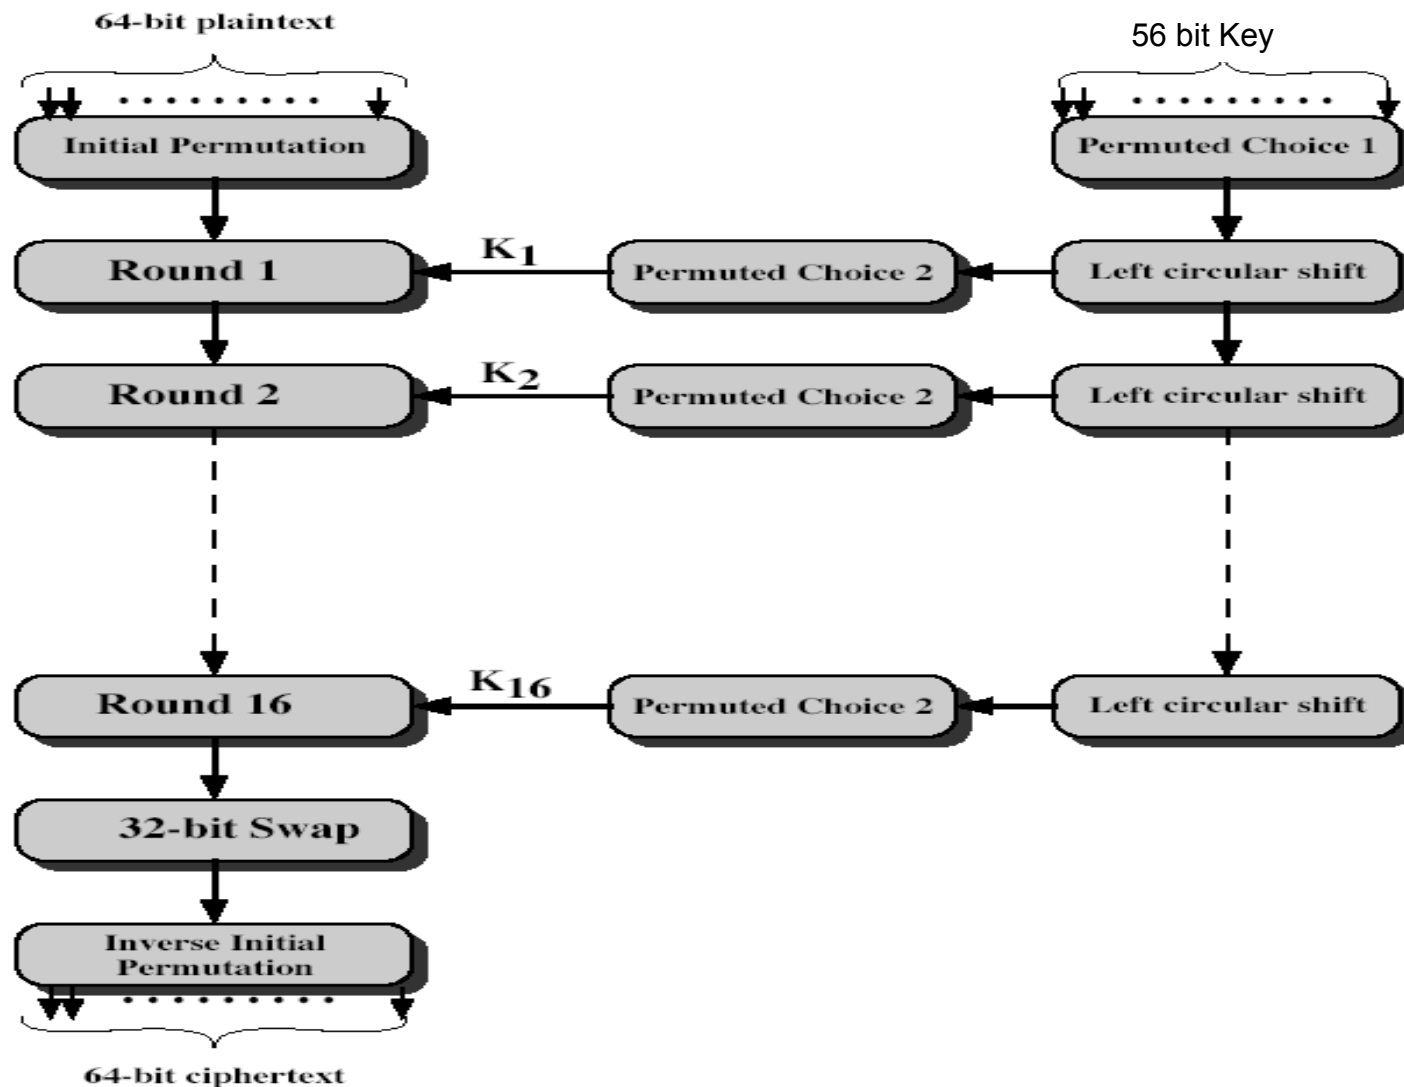 64-bit plaintext
56 bit Key
Initial Permutation
Permuted Choice 1
Round 1
K1
Permuted Choice 2
Left circular shift
Round 2
K2
Permuted Choice 2
Left circular shift
Round 16
K16
Permuted Choice 2
Left circular shift
32-bit Swap
Inverse Initial
Permutation
64-bit ciphertext